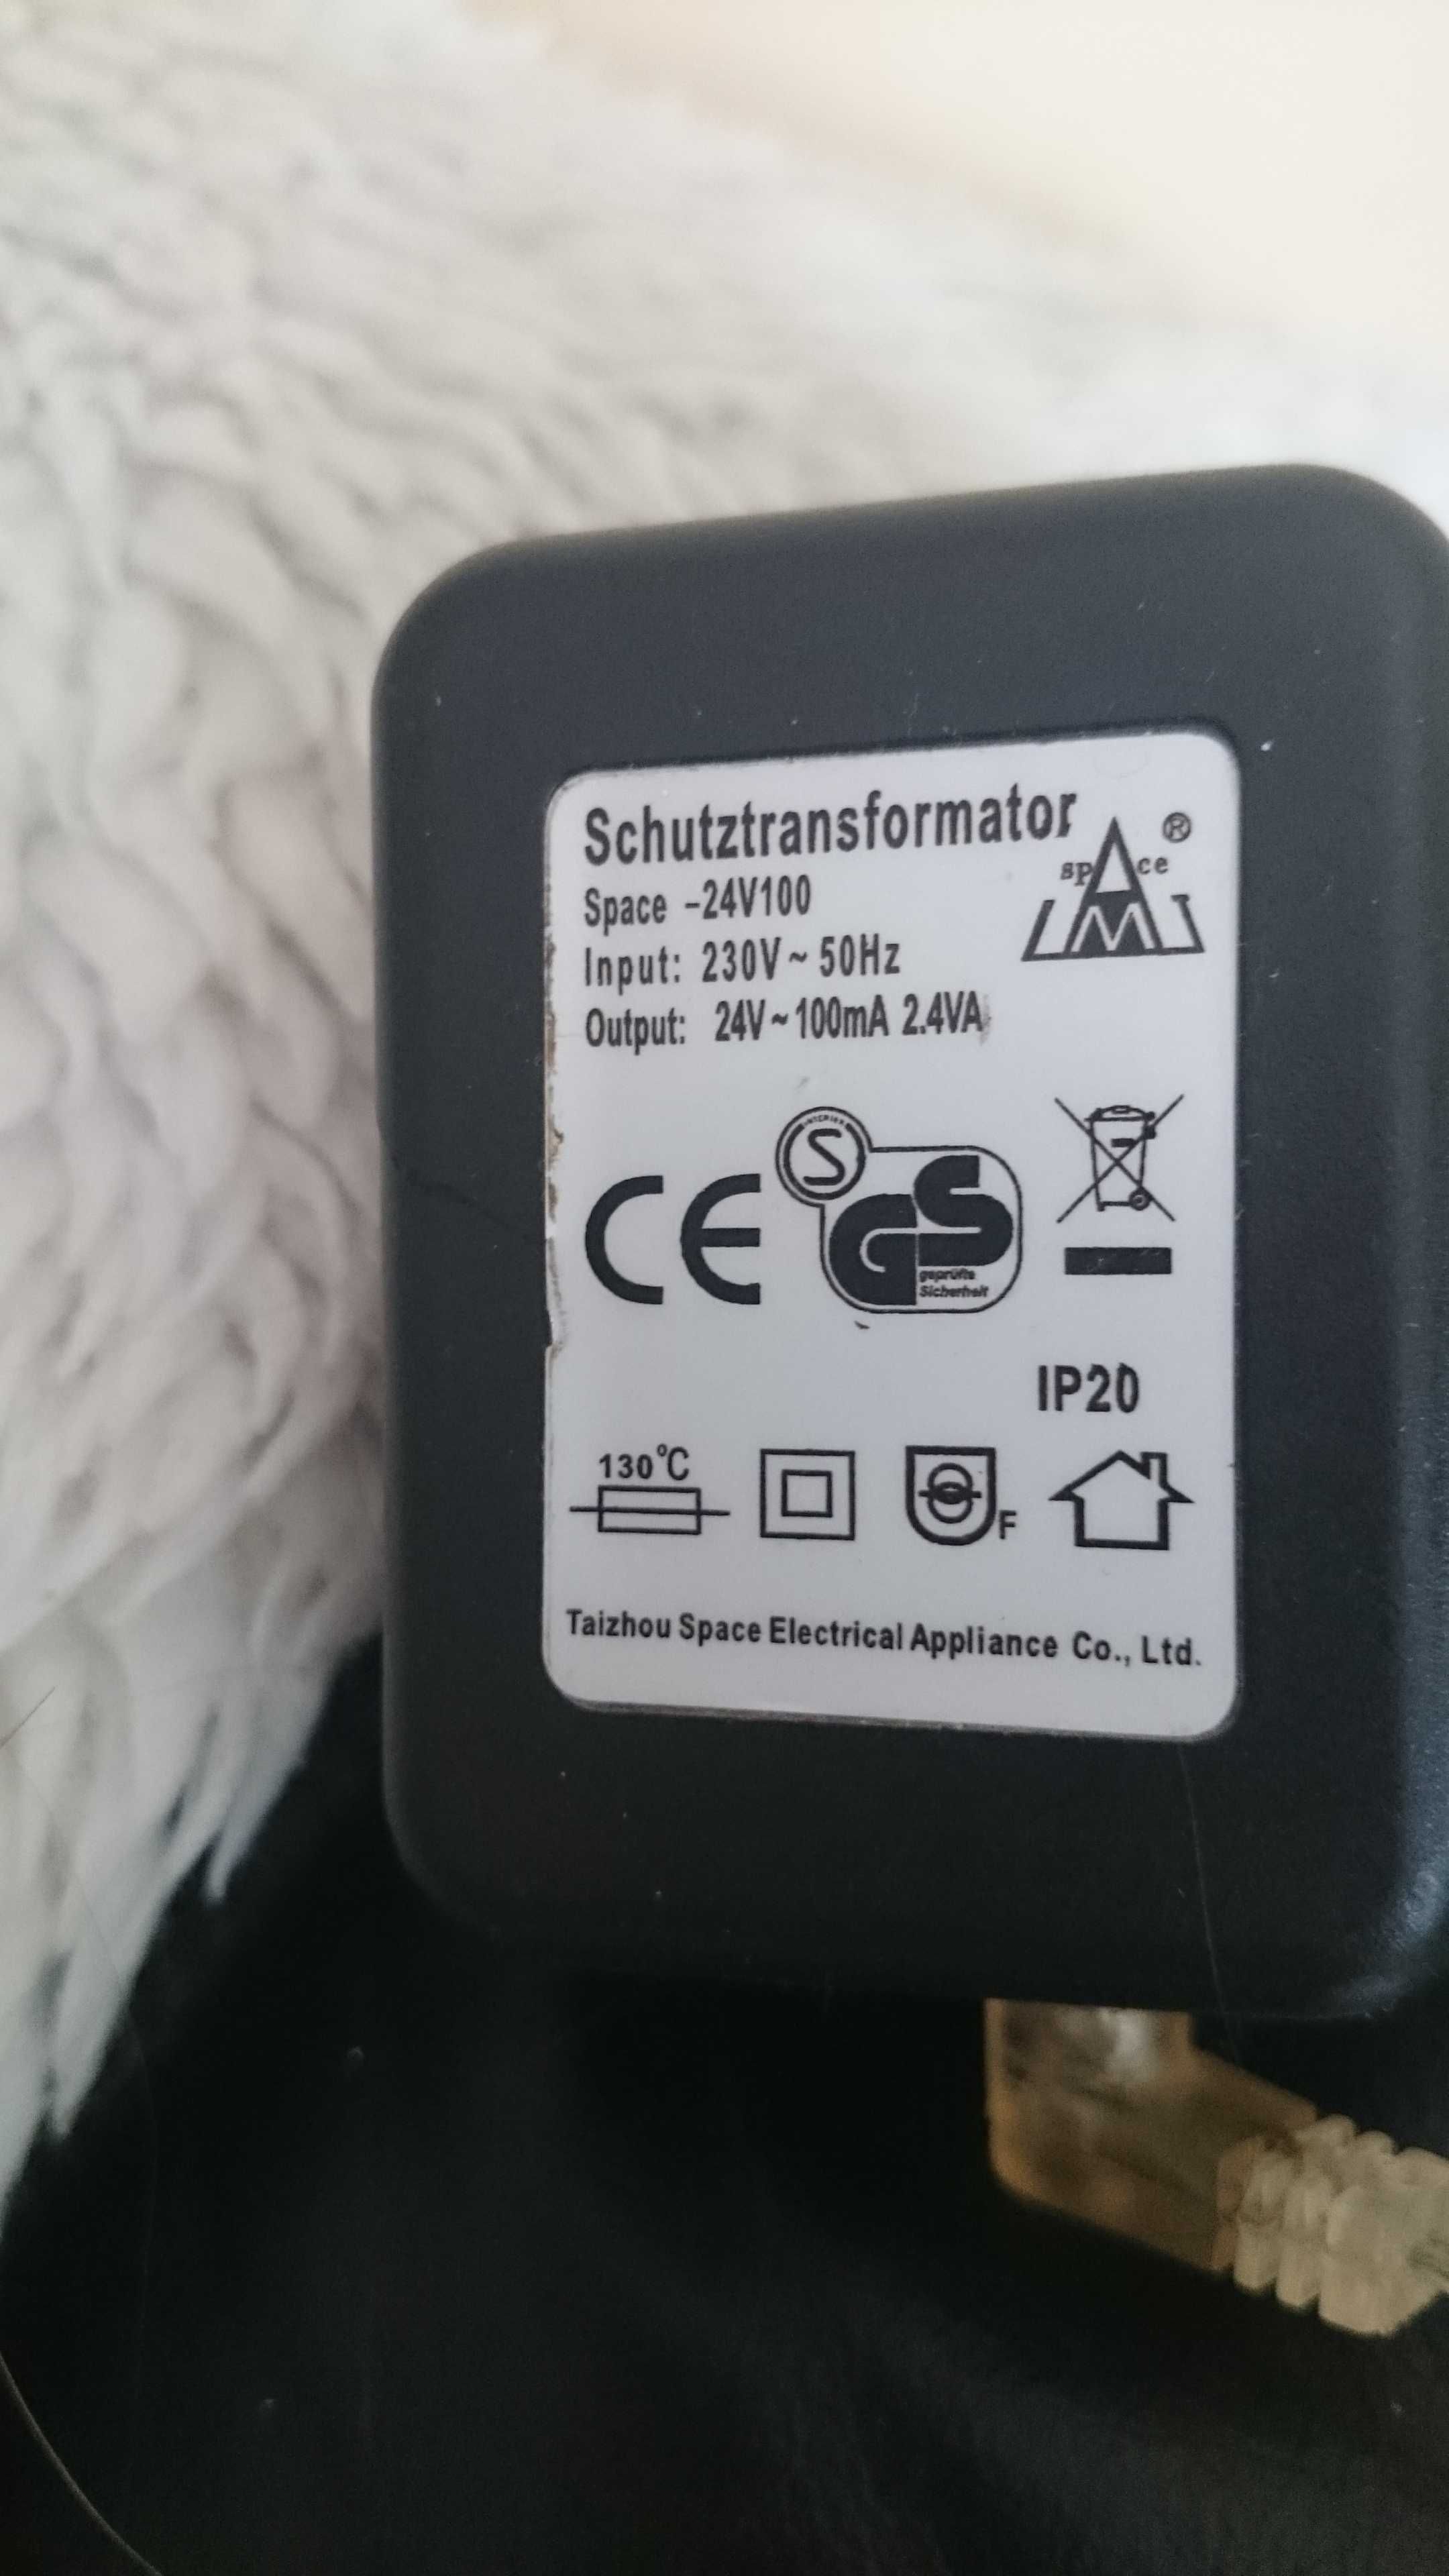 Schutztransformator
space ®
Space -24V100
Input: 230V ~ 50Hz
Output: 24V ~ 100mA 2.4VA
CE
S
GS
geprüfte
Sicherheit
IP20
130°C
F
Taizhou Space Electrical Appliance Co., Ltd.